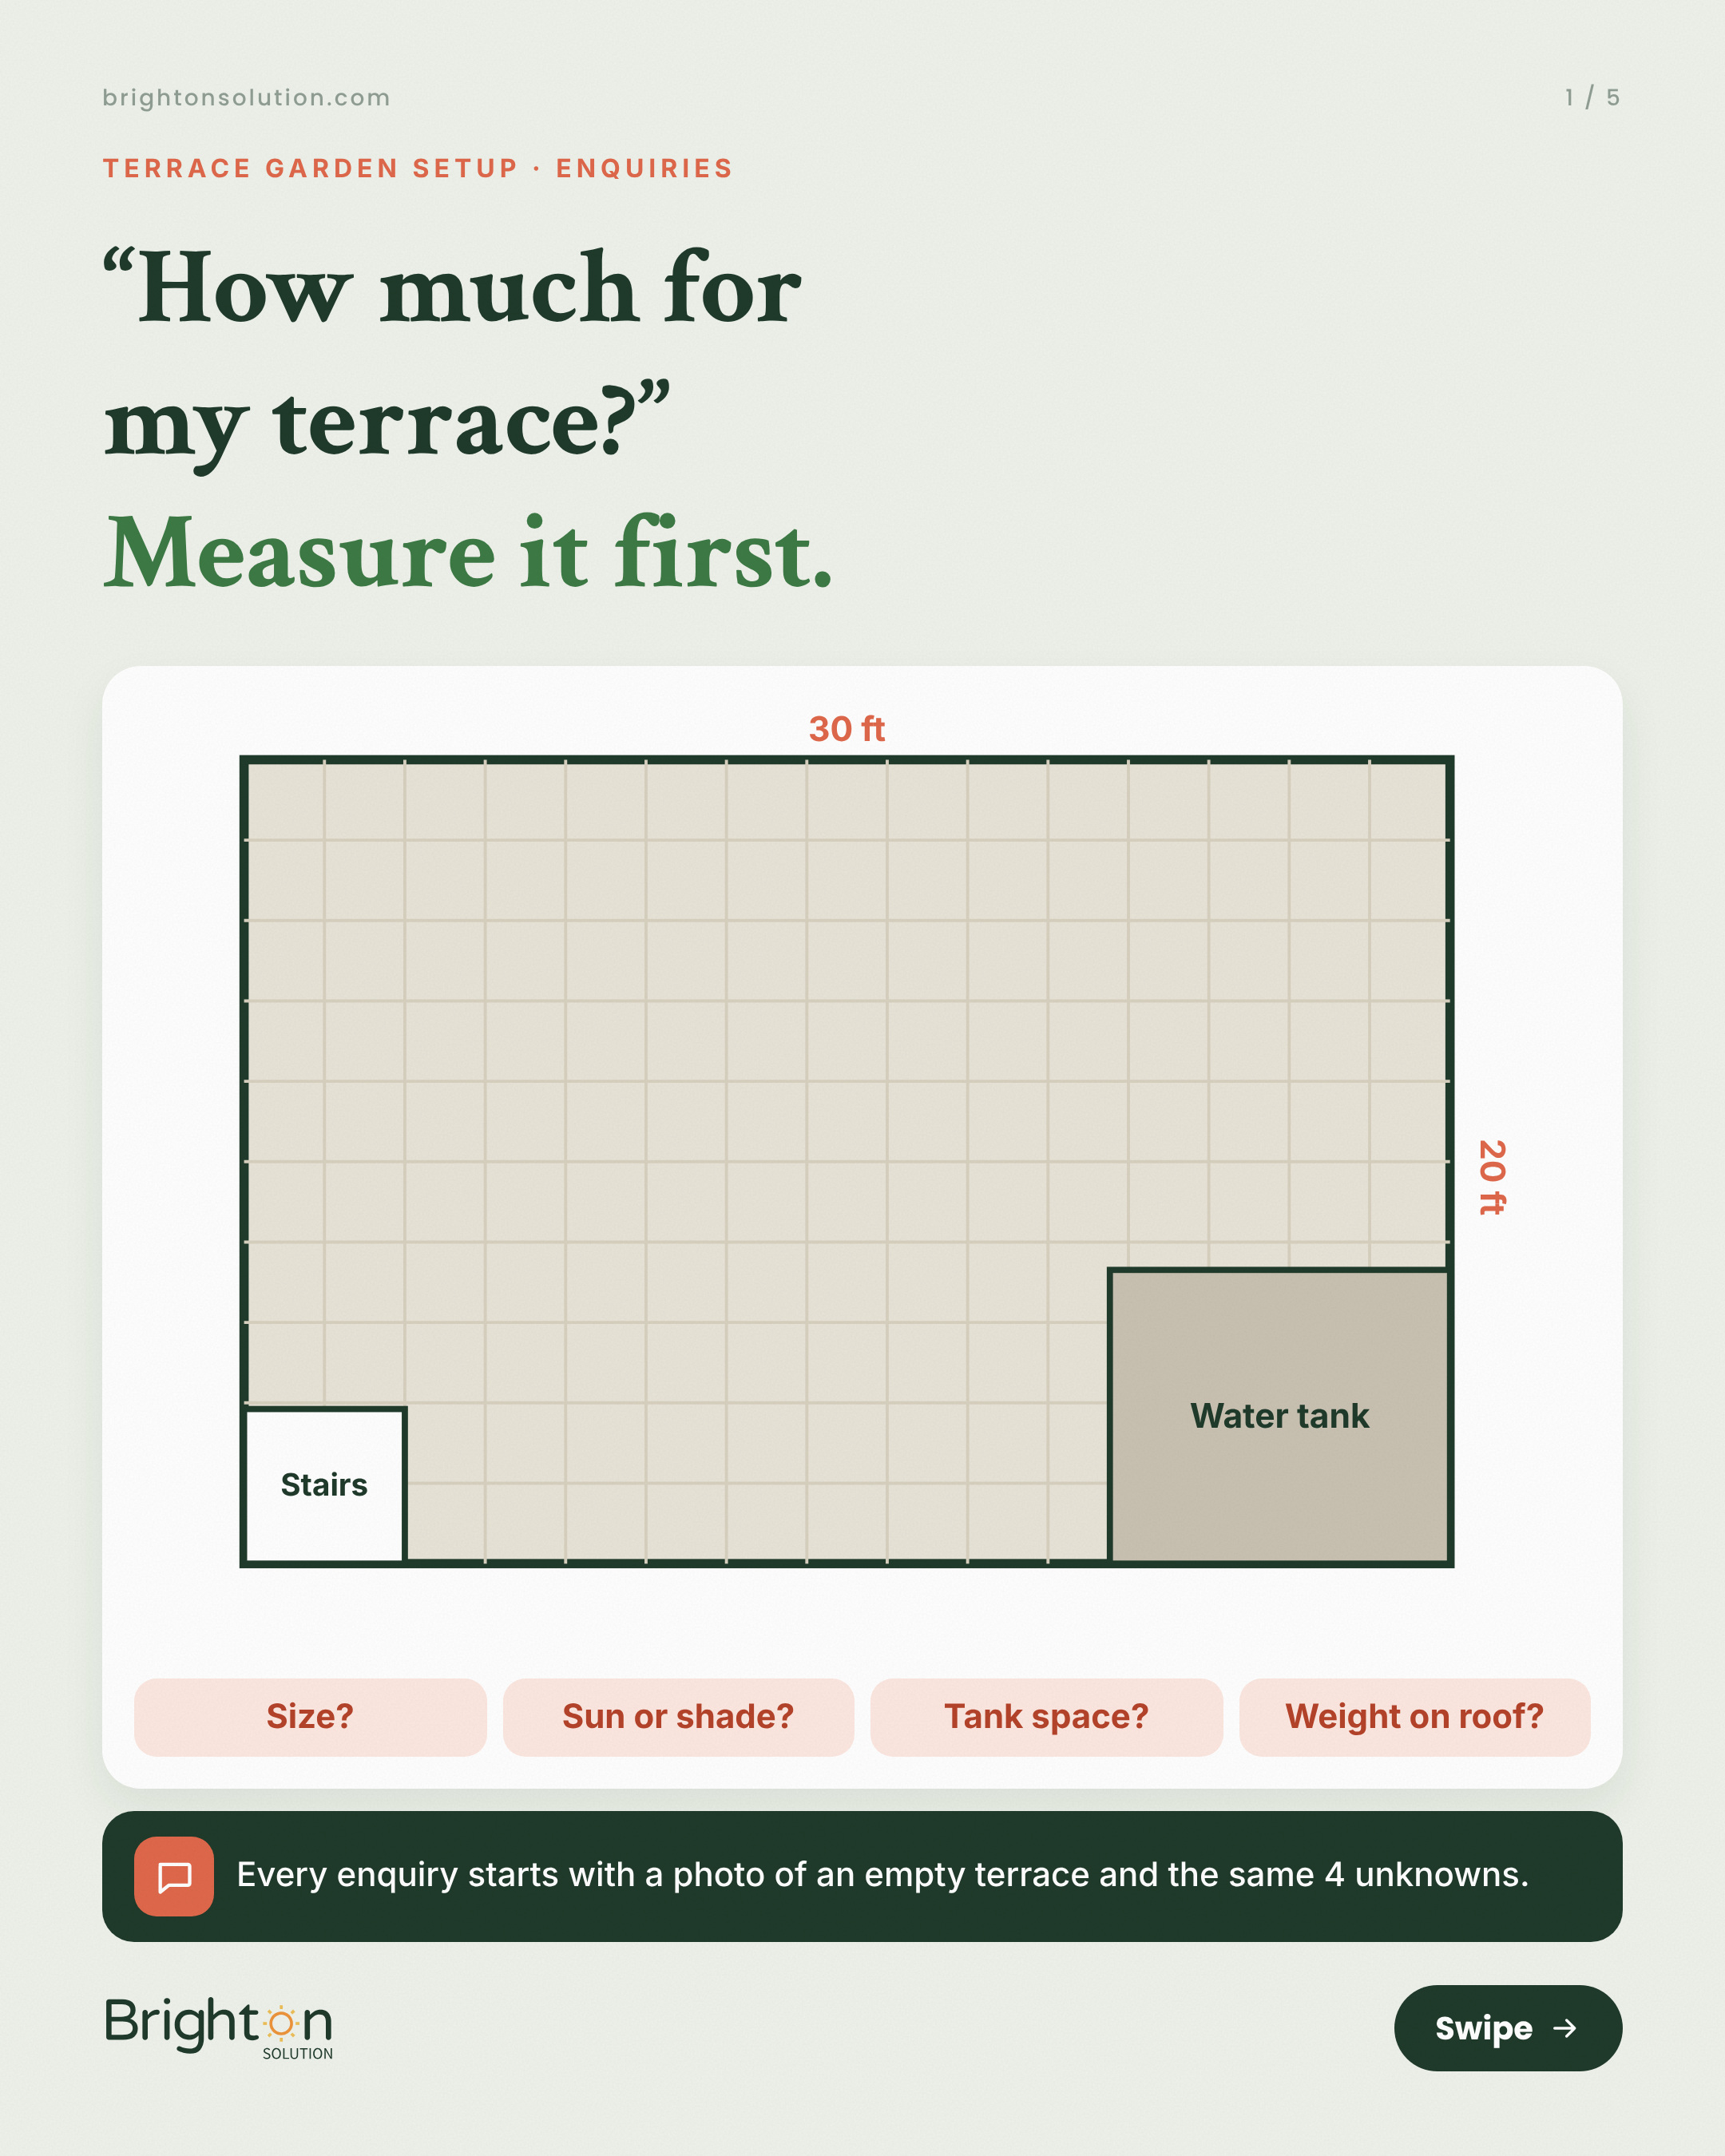 brightonsolution.com
1 / 5
TERRACE GARDEN SETUP · ENQUIRIES
“How much for
my terrace?”
Measure it first.
30 ft
20 ft
Water tank
Stairs
Size?
Sun or shade?
Tank space?
Weight on roof?
Every enquiry starts with a photo of an empty terrace and the same 4 unknowns.
Brighton
SOLUTION
Swipe →